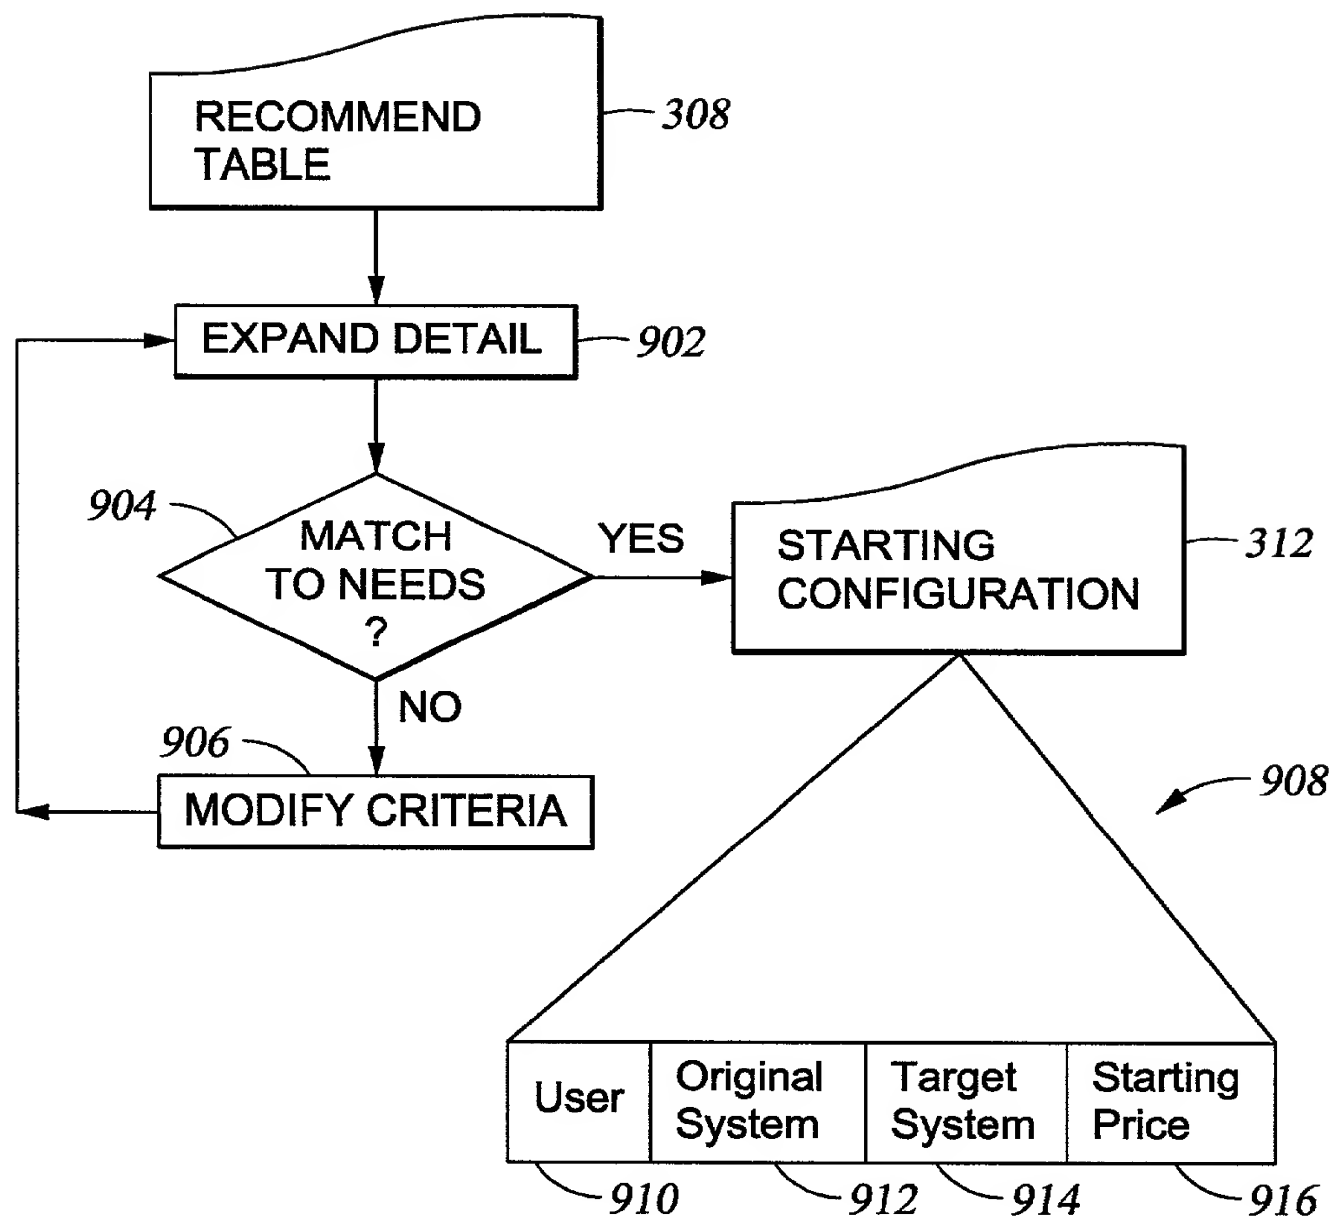 RECOMMEND
TABLE
308
EXPAND DETAIL
902
904
MATCH
TO NEEDS
?
YES
STARTING
CONFIGURATION
312
NO
906
MODIFY CRITERIA
908
User
Original
System
Target
System
Starting
Price
910
912
914
916